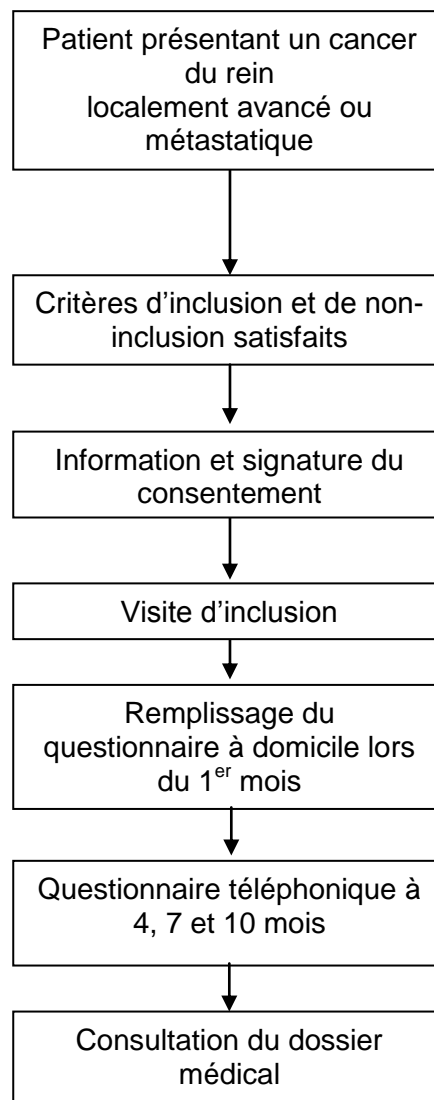 Patient présentant un cancer
du rein
localement avancé ou
métastatique
Critères d'inclusion et de non-
inclusion satisfaits
Information et signature du
consentement
Visite d'inclusion
Remplissage du
questionnaire à domicile lors
du 1er mois
Questionnaire téléphonique à
4, 7 et 10 mois
Consultation du dossier
médical